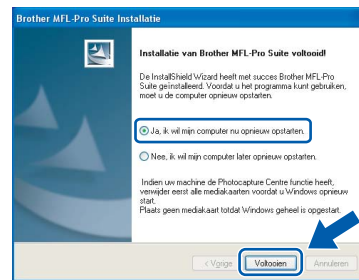 Brother MFL-Pro Suite Installatie
Installatie van Brother MFL-Pro Suite voltooid!
De InstallShield Wizard heeft met succes Brother MFL-Pro
Suite geïnstalleerd. Voordat u het programma kunt gebruiken,
moet u de computer opnieuw opstarten.
Ja, ik wil mijn computer nu opnieuw opstarten.
Nee, ik wil mijn computer later opnieuw opstarten.
Indien uw machine de Photocapture Centre functie heeft,
verwijder eerst alle mediakaarten voordat u Windows opnieuw
start.
Plaats geen mediakaart totdat Windows geheel is opgestart.
< Vorige Voltooien Annuleren